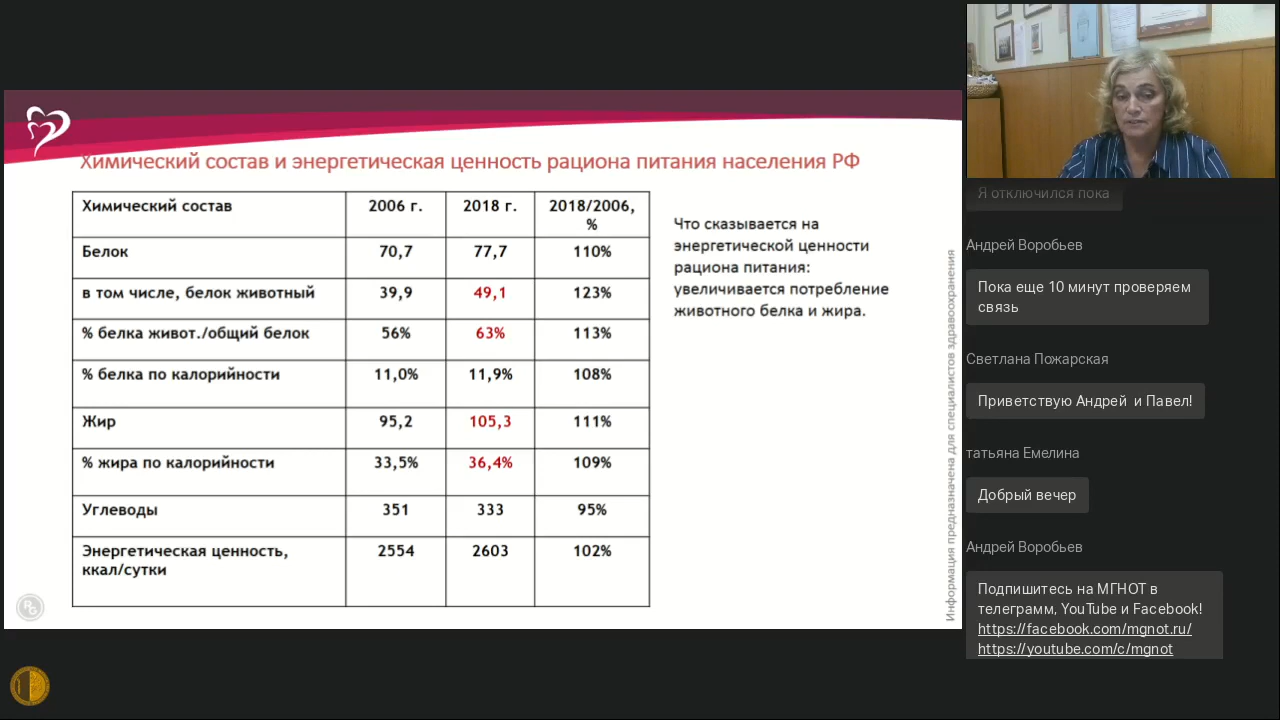 Химический состав и энергетическая ценность рациона питания населения РФ
Химический состав 2006 г. 2018 г. 2018/2006, %
Белок 70,7 77,7 110%
в том числе, белок животный 39,9 49,1 123%
% белка живот./общий белок 56% 63% 113%
% белка по калорийности 11,0% 11,9% 108%
Жир 95,2 105,3 111%
% жира по калорийности 33,5% 36,4% 109%
Углеводы 351 333 95%
Энергетическая ценность, ккал/сутки 2554 2603 102%
Что сказывается на
энергетической ценности
рациона питания:
увеличивается потребление
животного белка и жира.
Информация предназначена для специалистов здравоохранения
PG
Я отключился пока
Андрей Воробьев
Пока еще 10 минут проверяем
связь
Светлана Пожарская
Приветствую Андрей и Павел!
татьяна Емелина
Добрый вечер
Андрей Воробьев
Подпишитесь на МГНОТ в
телеграмм, YouTube и Facebook!
https://facebook.com/mgnot.ru/
https://youtube.com/c/mgnot